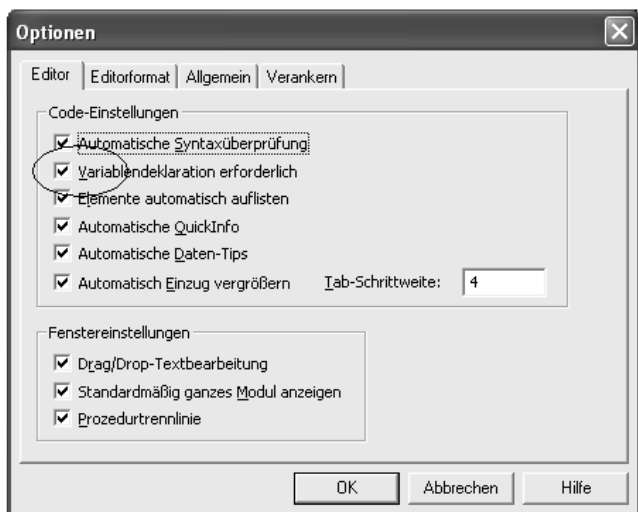 Optionen
Editor Editorformat Allgemein Verankern
Code-Einstellungen
Automatische Syntaxüberprüfung
Variablendeklaration erforderlich
Elemente automatisch auflisten
Automatische QuickInfo
Automatische Daten-Tips
Automatisch Einzug vergrößern Tab-Schrittweite: 4
Fenstereinstellungen
Drag/Drop-Textbearbeitung
Standardmäßig ganzes Modul anzeigen
Prozedurtrennlinie
OK Abbrechen Hilfe